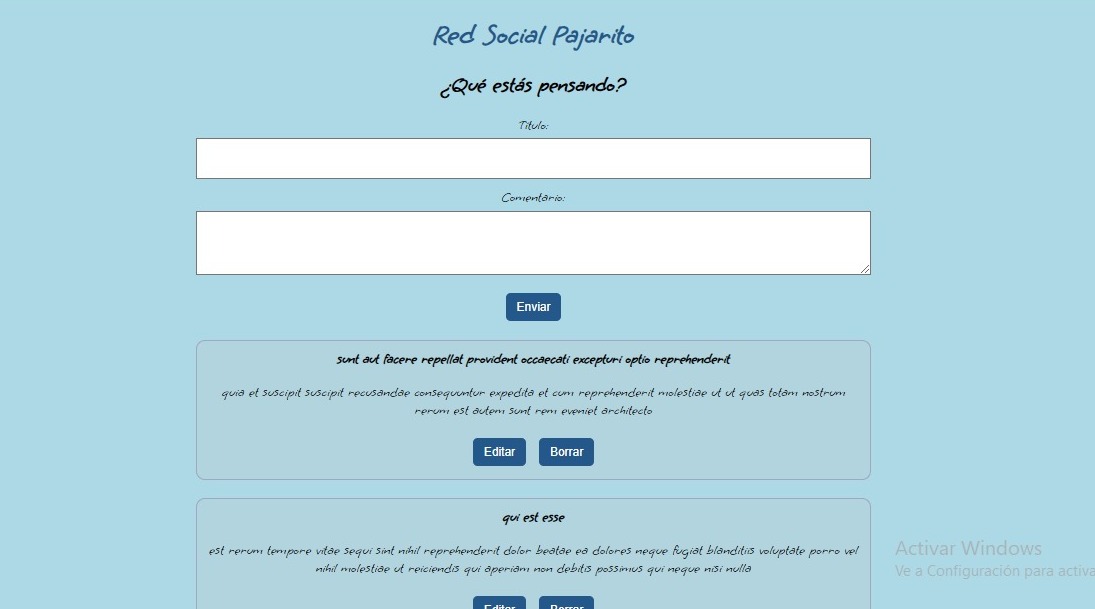 Red Social Pajarito
¿Qué estás pensando?
Título:
Comentario:
Enviar
sunt aut facere repellat provident occaecati excepturi optio reprehenderit
quia et suscipit suscipit recusandae consequuntur expedita et cum reprehenderit molestiae ut ut quas totam nostrum
rerum est autem sunt rem eveniet architecto
Editar Borrar
qui est esse
est rerum tempore vitae sequi sint nihil reprehenderit dolor beatae ea dolores neque fugiat blanditiis voluptate porro vel
nihil molestiae ut reiciendis qui aperiam non debitis possimus qui neque nisi nulla
Editar Borrar
Activar Windows
Ve a Configuración para activa